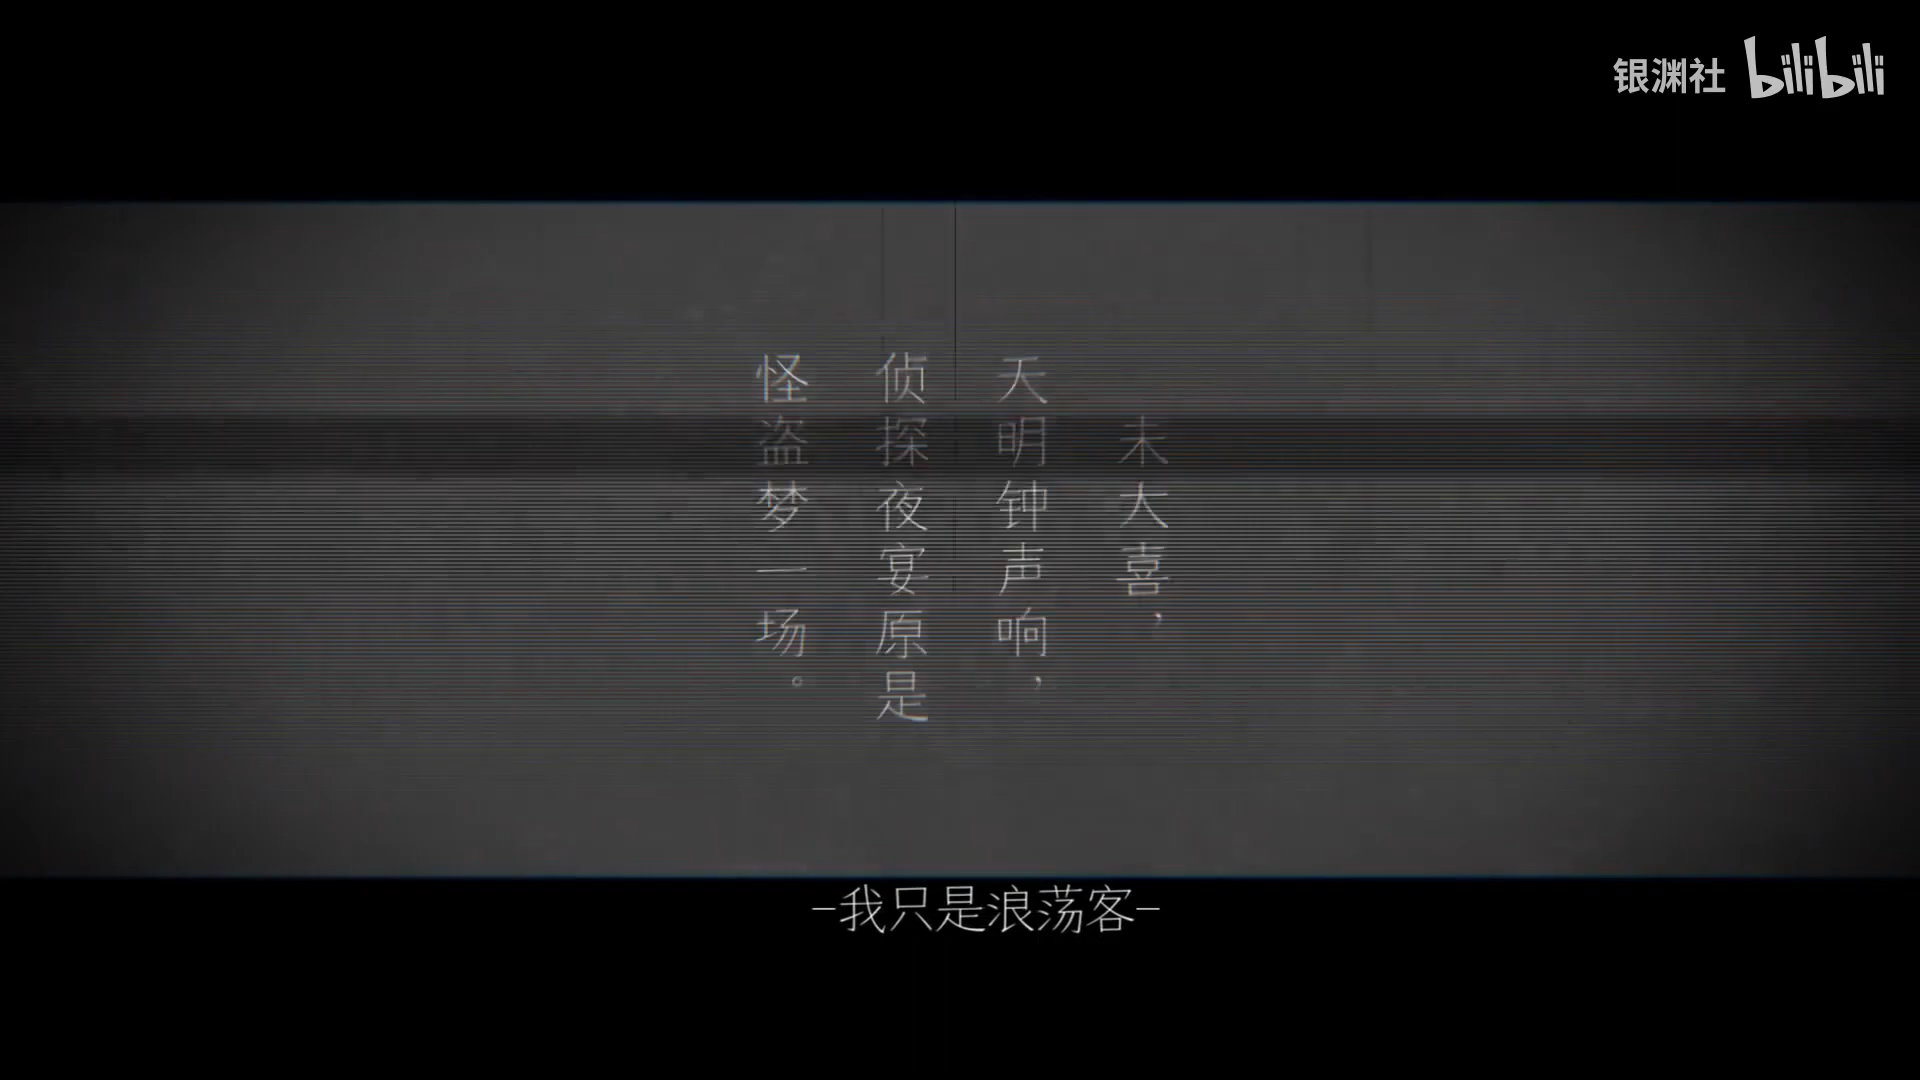 银渊社 bilibili
未大喜，
天明钟声响，
侦探夜宴原是
怪盗梦一场。
-我只是浪荡客-